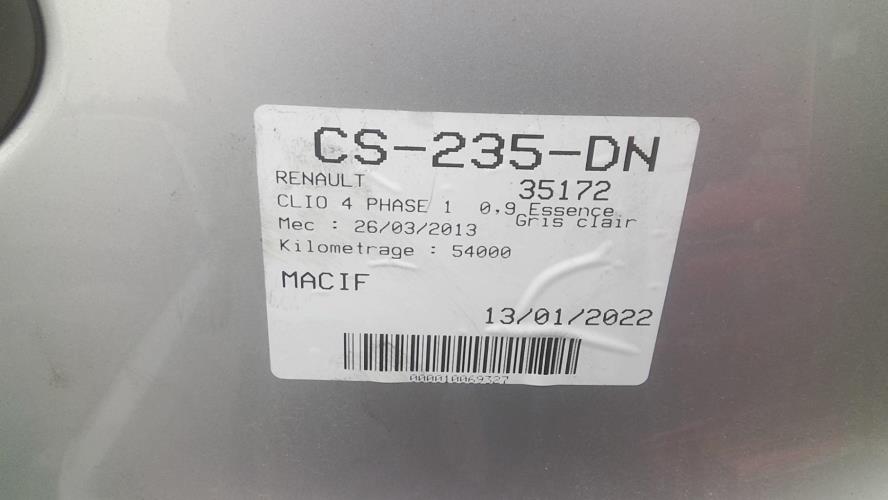 CS-235-DN
RENAULT 35172
CLIO 4 PHASE 1 0,9 Essence
Gris clair
Mec : 26/03/2013
Kilometrage : 54000
MACIF
13/01/2022
000010069327